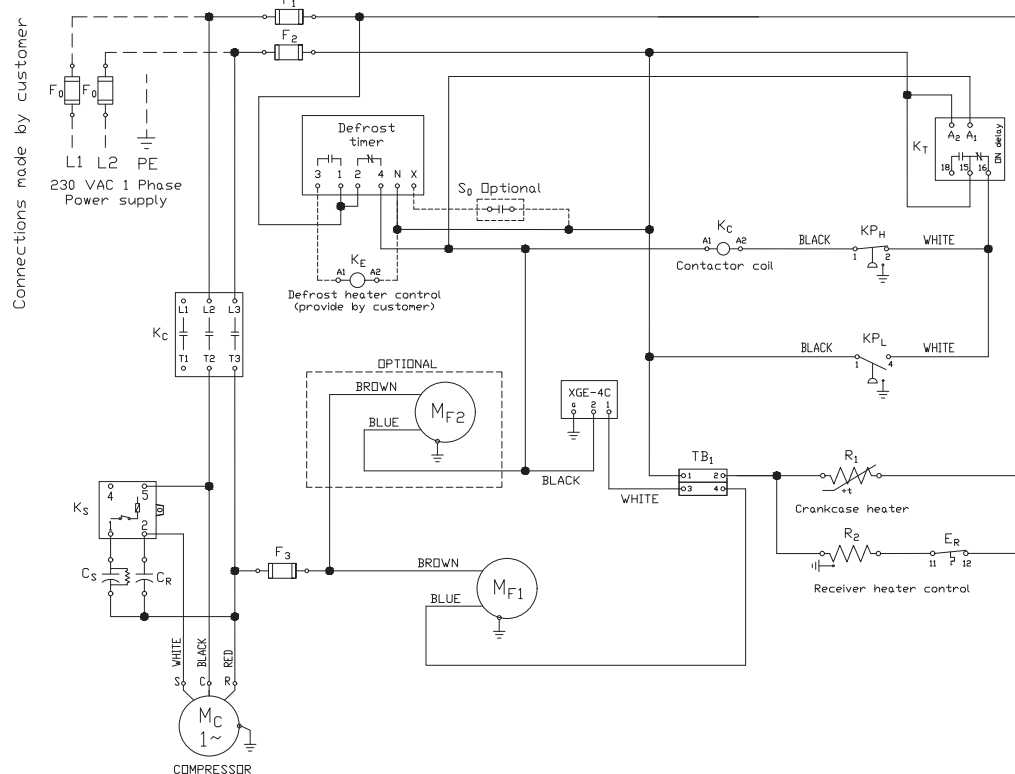 Connections made by customer
F1
F2
F0 F0
L1 L2 PE
230 VAC 1 Phase
Power supply
Defrost
timer
3 1 2 4 N X
S0 Optional
KE
A1 A2
Defrost heater control
(provide by customer)
A2 A1
KT
ON delay
18 15 16
KC
A1 A2
Contactor coil
BLACK
KPH
1 2
WHITE
BLACK
KPL
1 4
WHITE
L1 L2 L3
KC
T1 T2 T3
OPTIONAL
BROWN
BLUE
MF2
XGE-4C
G 2 1
BLACK
WHITE
TB1
1 2
3 4
R1
+t
Crankcase heater
R2
ER
11 12
Receiver heater control
4 5
KS
1 2
CS CR
F3
BROWN
BLUE
MF1
WHITE
BLACK
RED
S C R
MC
1~
COMPRESSOR